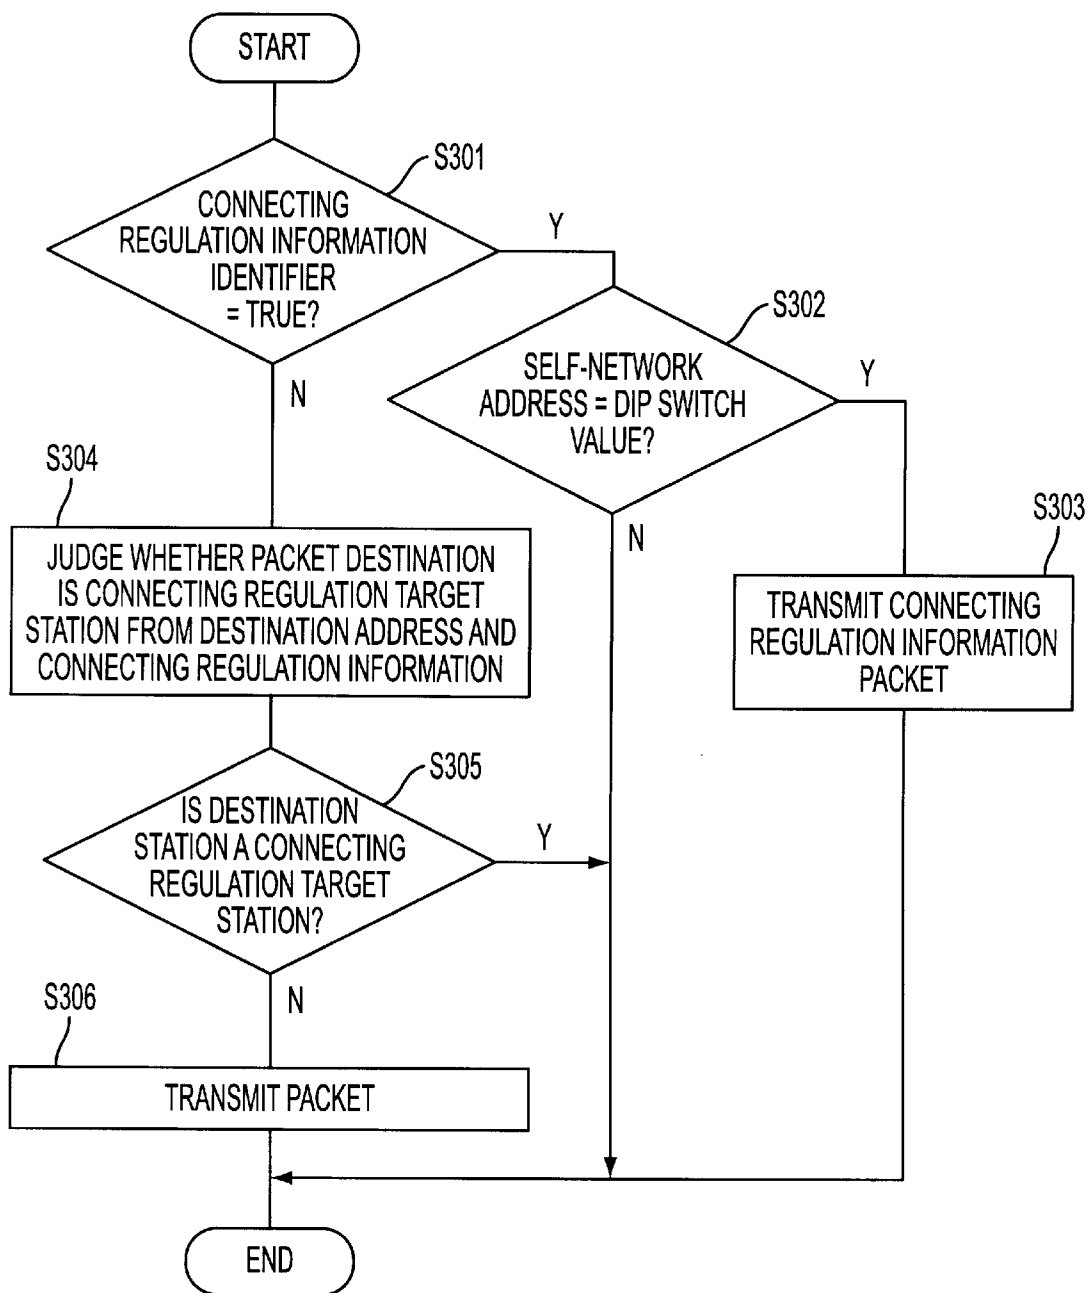 START
S301
CONNECTING
REGULATION INFORMATION
IDENTIFIER
= TRUE?
Y
N
S302
SELF-NETWORK
ADDRESS = DIP SWITCH
VALUE?
Y
N
S303
TRANSMIT CONNECTING
REGULATION INFORMATION
PACKET
S304
JUDGE WHETHER PACKET DESTINATION
IS CONNECTING REGULATION TARGET
STATION FROM DESTINATION ADDRESS AND
CONNECTING REGULATION INFORMATION
S305
IS DESTINATION
STATION A CONNECTING
REGULATION TARGET
STATION?
Y
N
S306
TRANSMIT PACKET
END